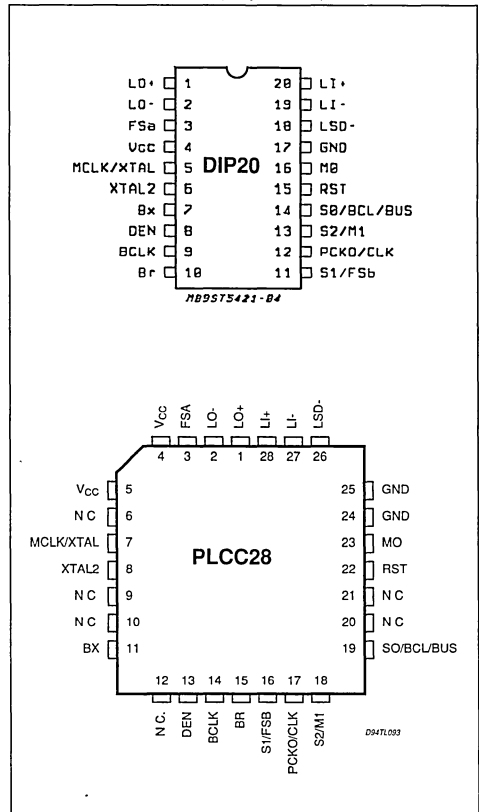 LO+ 1 20 LI+
LO- 2 19 LI-
FSa 3 18 LSD-
Vcc 4 17 GND
MCLK/XTAL 5 DIP20 16 M0
XTAL2 6 15 RST
Bx 7 14 S0/BCL/BUS
DEN 8 13 S2/M1
BCLK 9 12 PCKO/CLK
Br 10 11 S1/FSb
M89ST5421-04
VCC FSA LO- LO+ LI+ LI- LSD-
4 3 2 1 28 27 26
VCC 5 25 GND
N C 6 24 GND
MCLK/XTAL 7 23 MO
PLCC28
XTAL2 8 22 RST
N C 9 21 N C
N C 10 20 N C
BX 11 19 SO/BCL/BUS
12 13 14 15 16 17 18
N C. DEN BCLK BR S1/FSB PCKO/CLK S2/M1
D94TL093